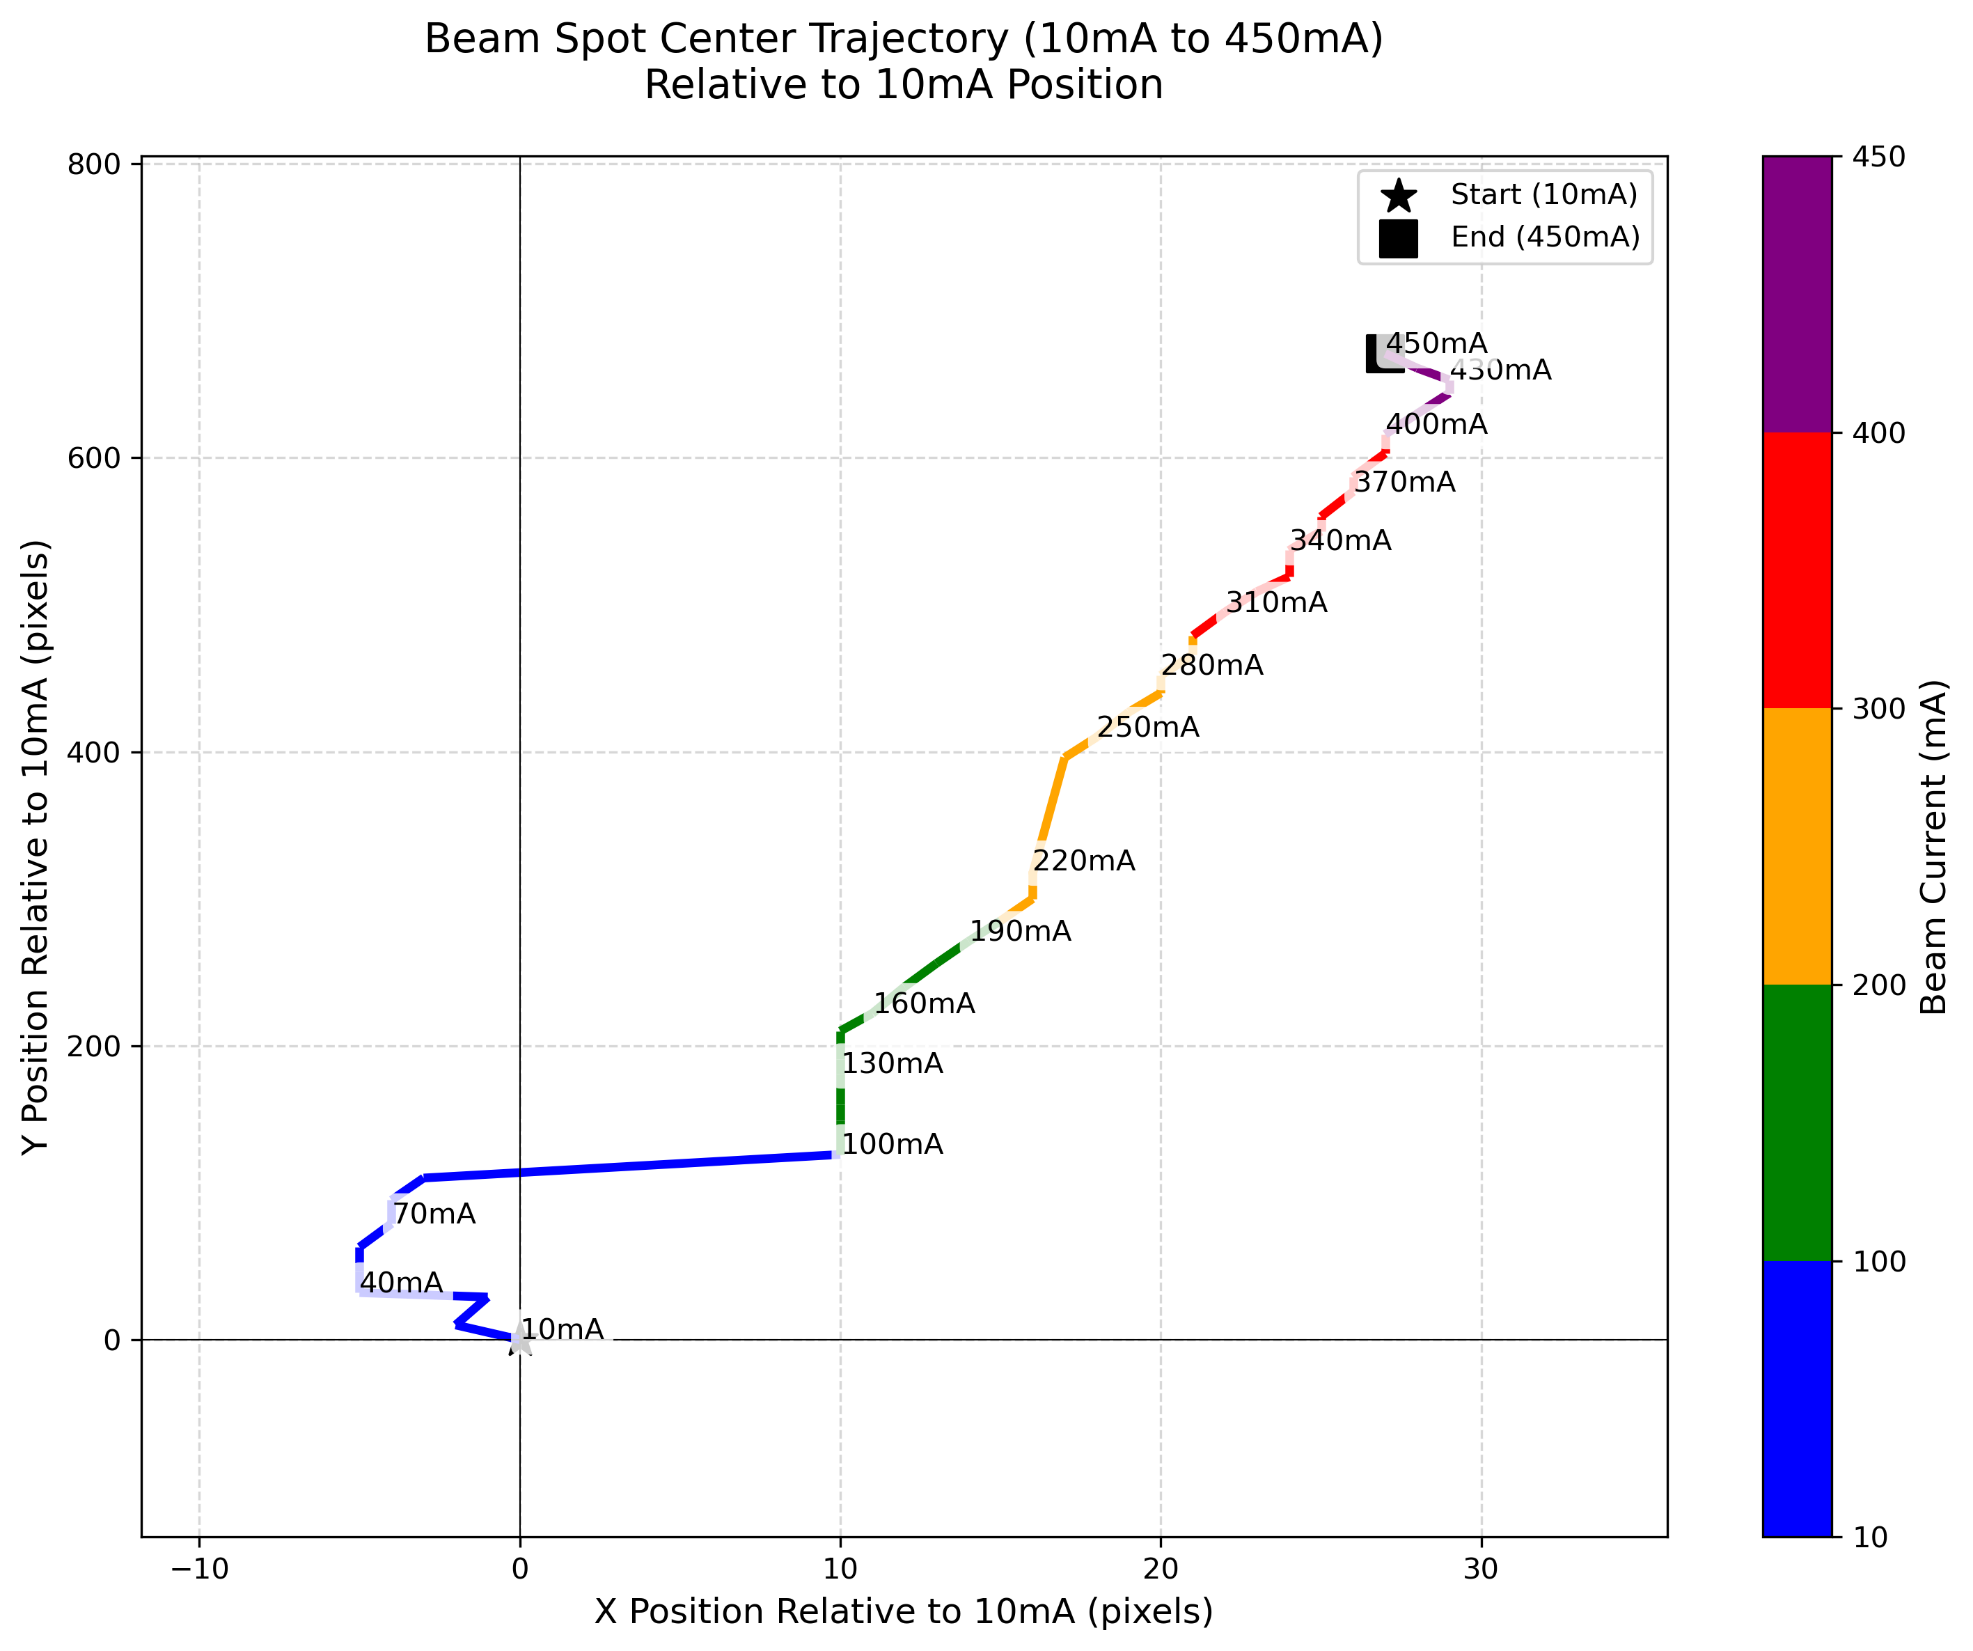 Beam Spot Center Trajectory (10mA to 450mA)
Relative to 10mA Position
800
600
400
200
0
Y Position Relative to 10mA (pixels)
Start (10mA)
End (450mA)
450mA
430mA
400mA
370mA
340mA
310mA
280mA
250mA
220mA
190mA
160mA
130mA
100mA
70mA
40mA
10mA
−10
0
10
20
30
X Position Relative to 10mA (pixels)
450
400
300
200
100
10
Beam Current (mA)